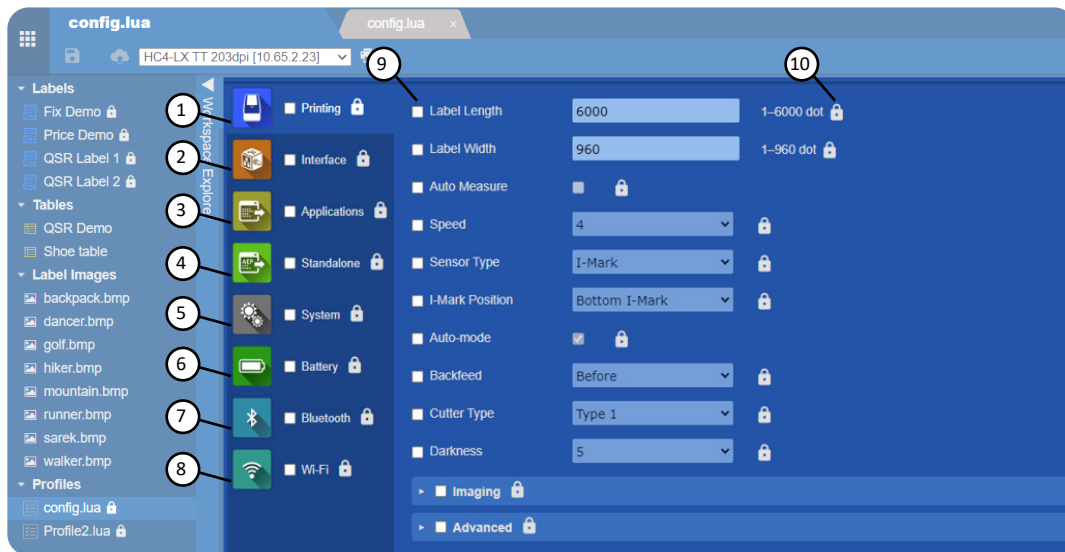 config.lua
config.lua ×
HC4-LX TT 203dpi [10.65.2.23]
9
10
Labels
Fix Demo
Price Demo
QSR Label 1
QSR Label 2
Tables
QSR Demo
Shoe table
Label Images
backpack.bmp
dancer.bmp
golf.bmp
hiker.bmp
mountain.bmp
runner.bmp
sarek.bmp
walker.bmp
Profiles
config.lua
Profile2.lua
Workspace Explore
1
Printing
2
Interface
3
Applications
4
AEP
Standalone
5
System
6
Battery
7
Bluetooth
8
Wi-Fi
Label Length 6000 1–6000 dot
Label Width 960 1–960 dot
Auto Measure
Speed 4
Sensor Type I-Mark
I-Mark Position Bottom I-Mark
Auto-mode
Backfeed Before
Cutter Type Type 1
Darkness 5
Imaging
Advanced